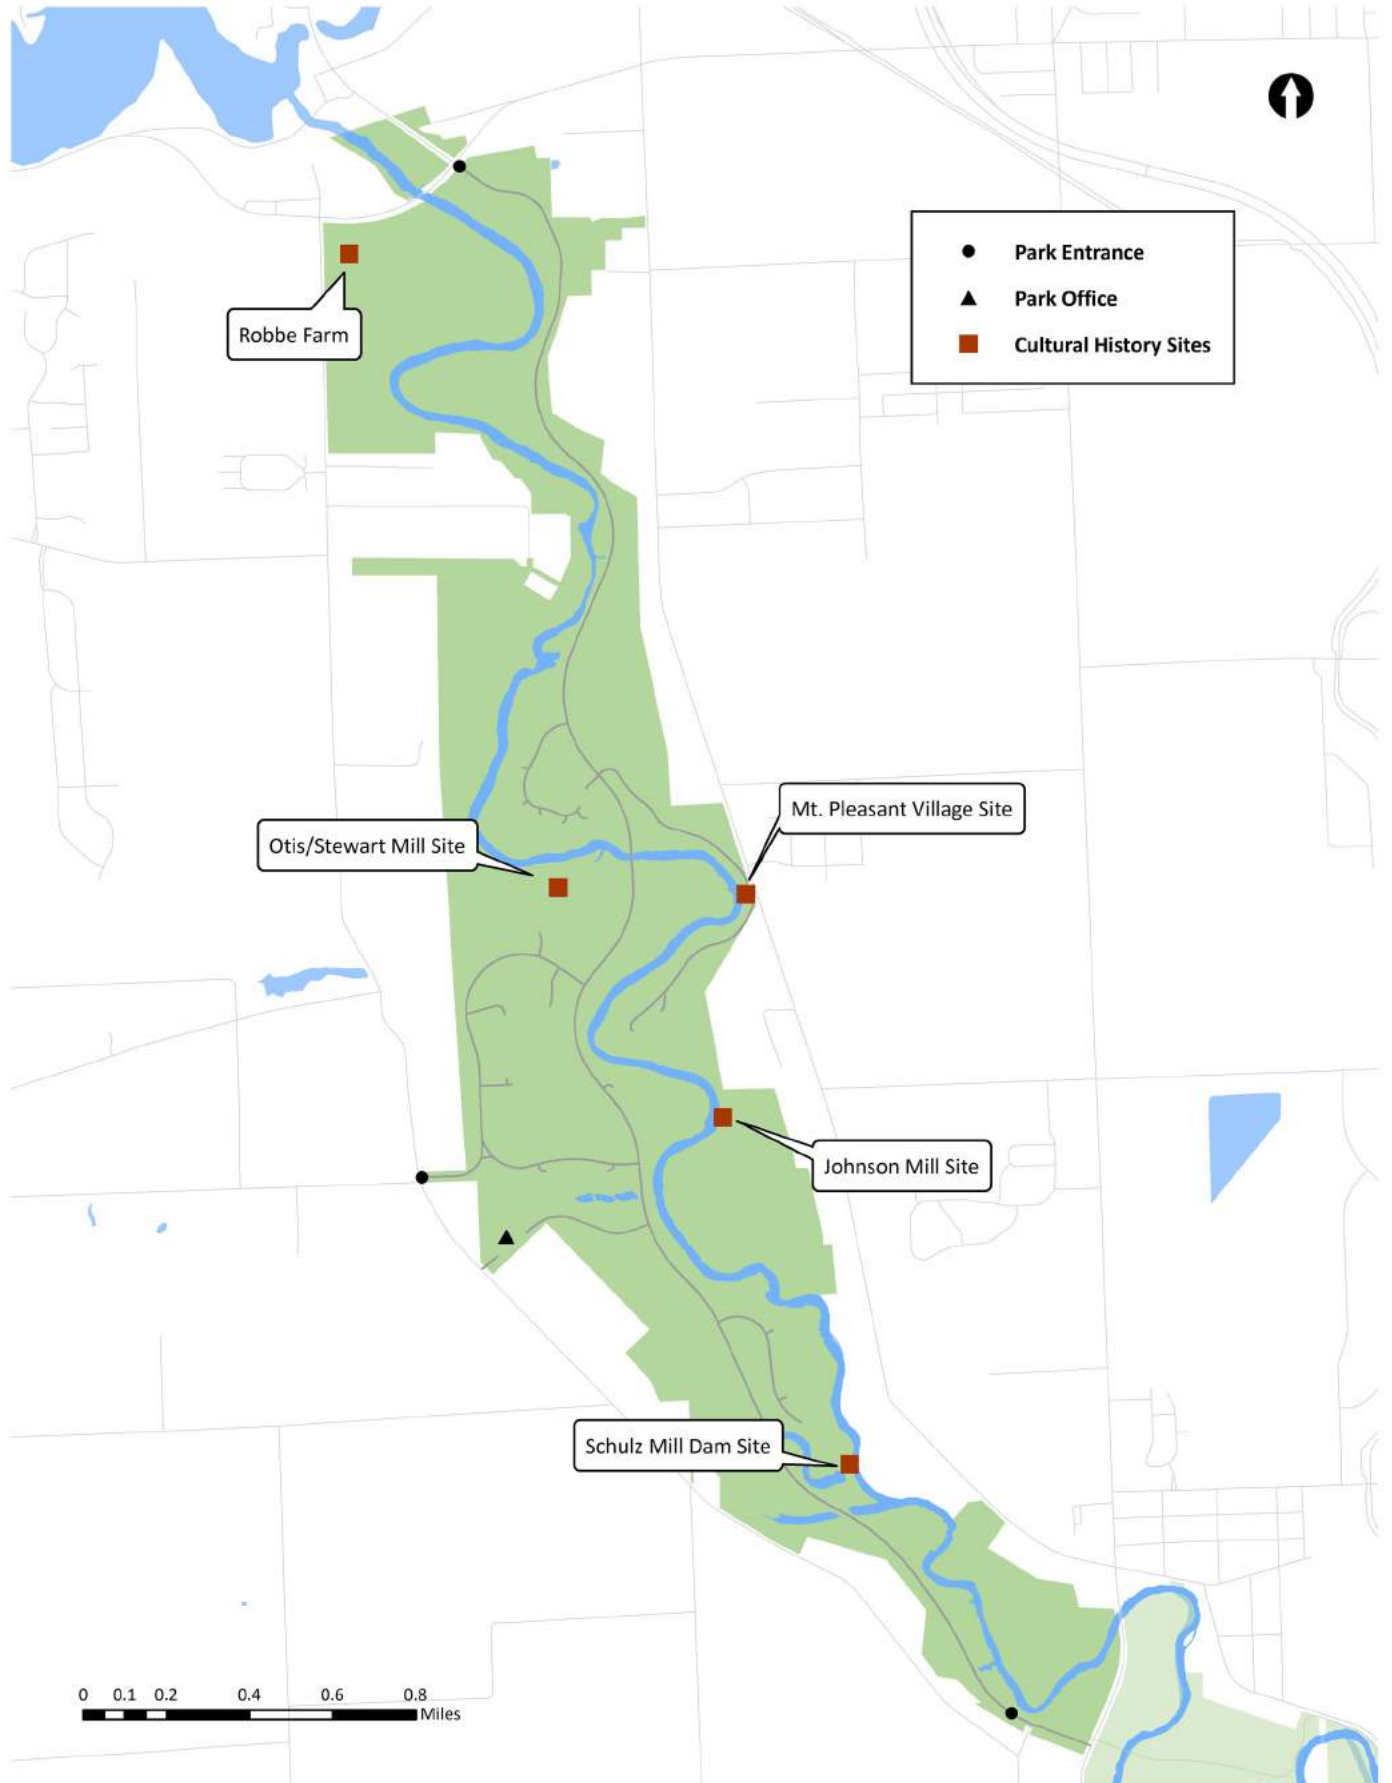 Park Entrance
Park Office
Cultural History Sites
Robbe Farm
Mt. Pleasant Village Site
Otis/Stewart Mill Site
Johnson Mill Site
Schulz Mill Dam Site
0 0.1 0.2 0.4 0.6 0.8
Miles